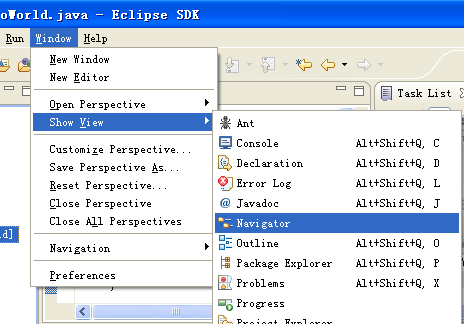 oWorld.java - Eclipse SDK
Run Window Help
New Window
New Editor
Open Perspective
Show View
Customize Perspective...
Save Perspective As...
Reset Perspective...
Close Perspective
Close All Perspectives
Navigation
Preferences
Task List
Ant
Console Alt+Shift+Q, C
Declaration Alt+Shift+Q, D
Error Log Alt+Shift+Q, L
Javadoc Alt+Shift+Q, J
Navigator
Outline Alt+Shift+Q, O
Package Explorer Alt+Shift+Q, P
Problems Alt+Shift+Q, X
Progress
Project Explorer
ld]